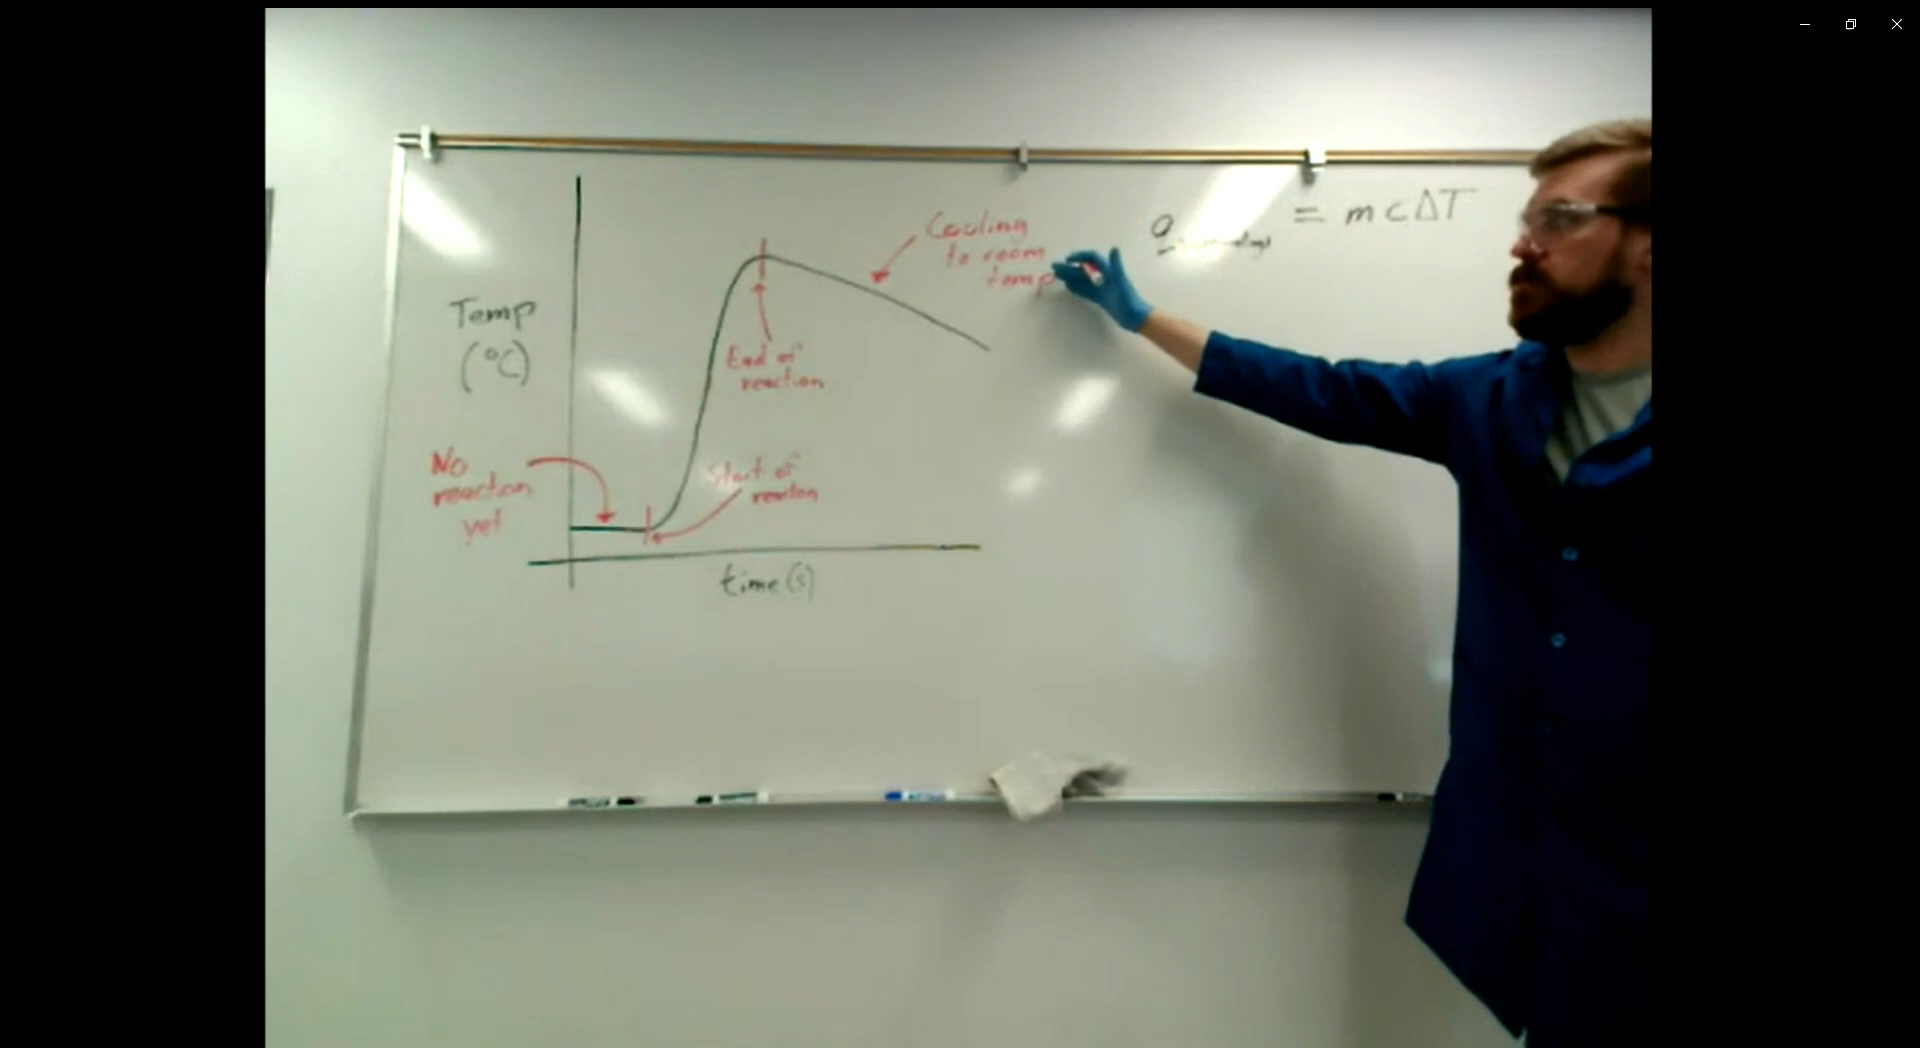 Cooling
to room
temp
q
= mcΔT
Temp
(°C)
End of
reaction
No
reaction
yet
Start of
reaction
time (s)